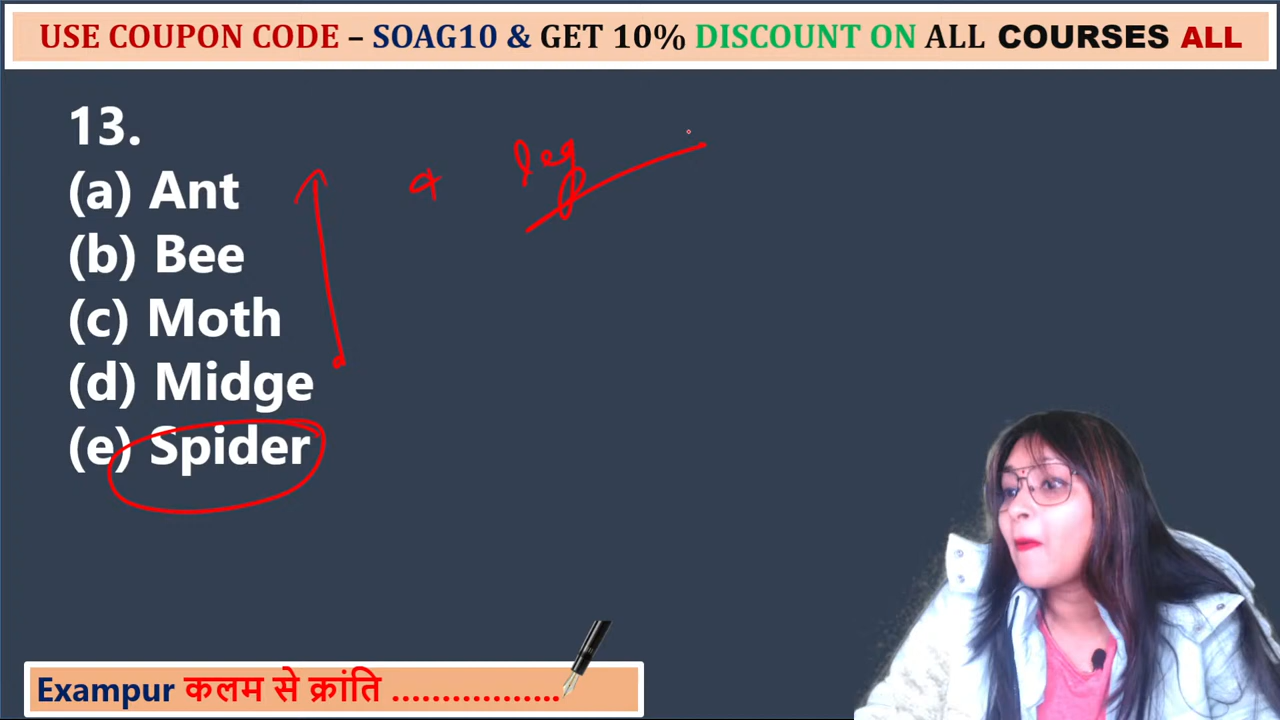 USE COUPON CODE – SOAG10 & GET 10% DISCOUNT ON ALL COURSES ALL
13.
(a) Ant
leg
(b) Bee
(c) Moth
(d) Midge
(e) Spider
Exampur कलम से क्रांति .................